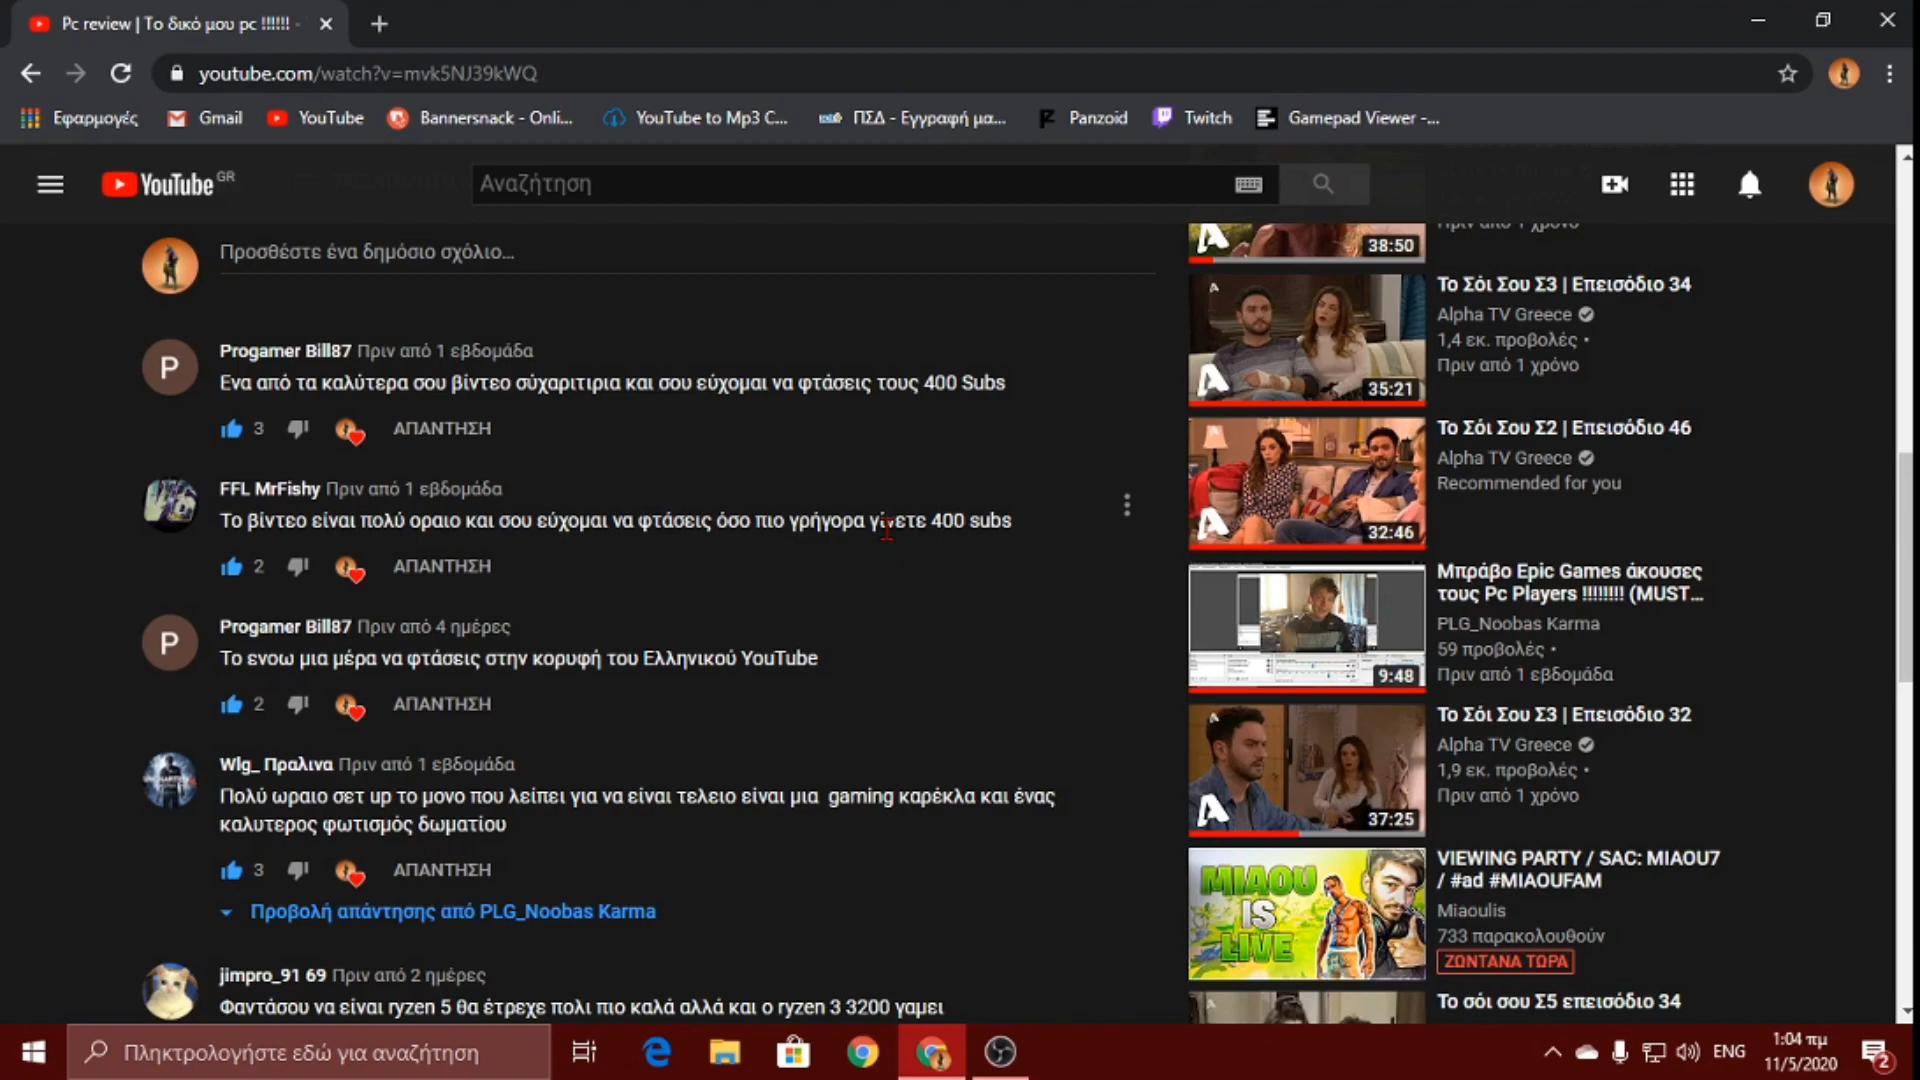 Pc review | Το δικό μου pc !!!!!! -
youtube.com/watch?v=mvk5NJ39kWQ
Εφαρμογές
Gmail
YouTube
Bannersnack - Onli...
YouTube to Mp3 C...
ΠΣΔ - Εγγραφή μα...
Panzoid
Twitch
Gamepad Viewer -...
YouTube GR
Αναζήτηση
Προσθέστε ένα δημόσιο σχόλιο...
Progamer Bill87 Πριν από 1 εβδομάδα
Ενα από τα καλύτερα σου βίντεο σύχαριτιρια και σου εύχομαι να φτάσεις τους 400 Subs
3
ΑΠΑΝΤΗΣΗ
FFL MrFishy Πριν από 1 εβδομάδα
Το βίντεο είναι πολύ οραιο και σου εύχομαι να φτάσεις όσο πιο γρήγορα γίνετε 400 subs
2
ΑΠΑΝΤΗΣΗ
Progamer Bill87 Πριν από 4 ημέρες
Το ενοω μια μέρα να φτάσεις στην κορυφή του Ελληνικού YouTube
2
ΑΠΑΝΤΗΣΗ
Wlg_ Πραλινα Πριν από 1 εβδομάδα
Πολύ ωραιο σετ up το μονο που λείπει για να είναι τελειο είναι μια gaming καρέκλα και ένας
καλυτερος φωτισμός δωματίου
3
ΑΠΑΝΤΗΣΗ
Προβολή απάντησης από PLG_Noobas Karma
jimpro_91 69 Πριν από 2 ημέρες
Φαντάσου να είναι ryzen 5 θα έτρεχε πολι πιο καλά αλλά και ο ryzen 3 3200 γαμει
38:50
Πριν από 1 χρόνο
35:21
Το Σόι Σου Σ3 | Επεισόδιο 34
Alpha TV Greece
1,4 εκ. προβολές •
Πριν από 1 χρόνο
32:46
Το Σόι Σου Σ2 | Επεισόδιο 46
Alpha TV Greece
Recommended for you
9:48
Μπράβο Epic Games άκουσες
τους Pc Players !!!!!!!! (MUST...
PLG_Noobas Karma
59 προβολές •
Πριν από 1 εβδομάδα
37:25
Το Σόι Σου Σ3 | Επεισόδιο 32
Alpha TV Greece
1,9 εκ. προβολές •
Πριν από 1 χρόνο
MIAOU
IS
LIVE
VIEWING PARTY / SAC: MIAOU7
/ #ad #MIAOUFAM
Miaoulis
733 παρακολουθούν
ΖΩΝΤΑΝΑ ΤΩΡΑ
Το σόι σου Σ5 επεισόδιο 34
Πληκτρολογήστε εδώ για αναζήτηση
ENG
1:04 πμ
11/5/2020
2